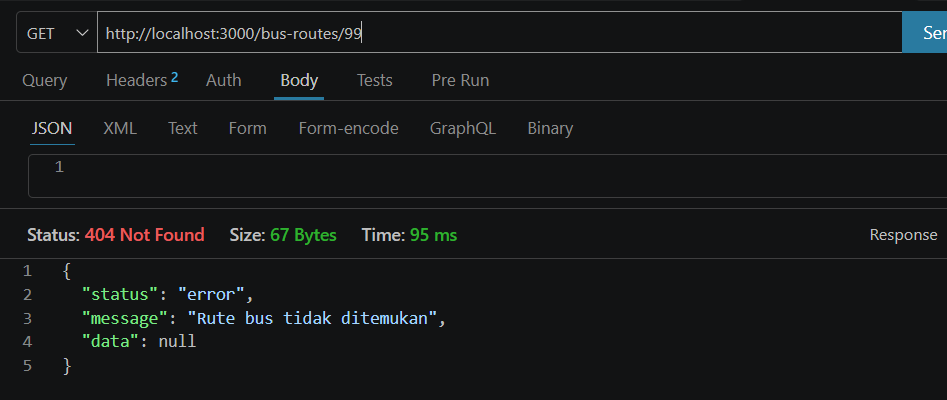 GET http://localhost:3000/bus-routes/99 Ser
Query Headers 2 Auth Body Tests Pre Run
JSON XML Text Form Form-encode GraphQL Binary
1
Status: 404 Not Found Size: 67 Bytes Time: 95 ms Response
1 {
2 "status": "error",
3 "message": "Rute bus tidak ditemukan",
4 "data": null
5 }